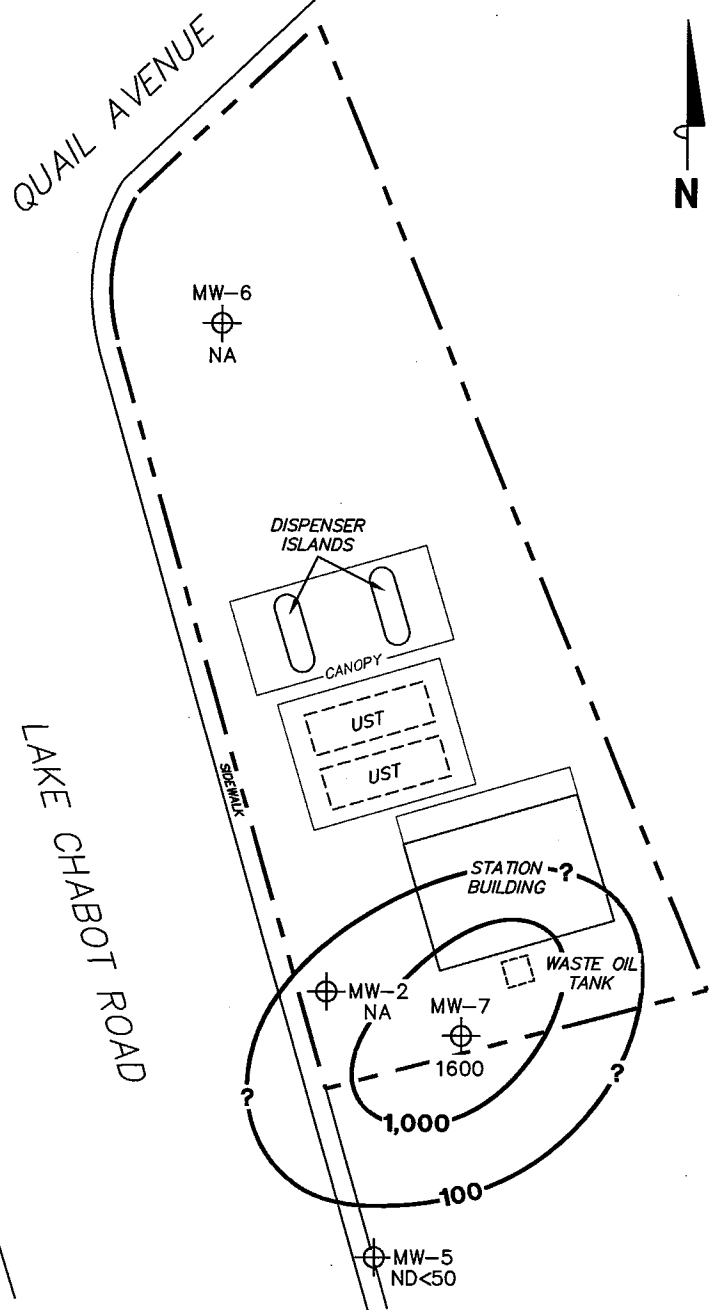 QUAIL AVENUE
N
MW-6
NA
DISPENSER
ISLANDS
CANOPY
UST
UST
SIDEWALK
LAKE CHABOT ROAD
STATION
BUILDING
?
WASTE OIL
TANK
MW-2
NA
MW-7
1600
?
?
1,000
100
MW-5
ND<50